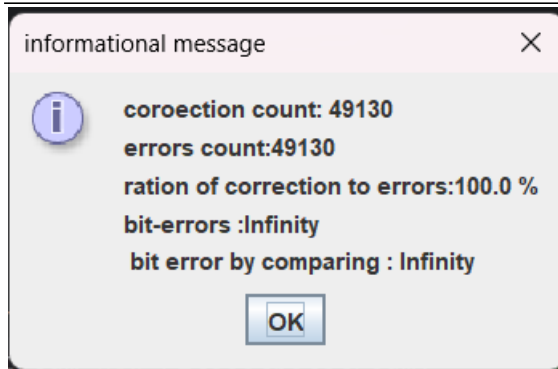 informational message
coroection count: 49130
errors count:49130
ration of correction to errors:100.0 %
bit-errors :Infinity
bit error by comparing : Infinity
OK